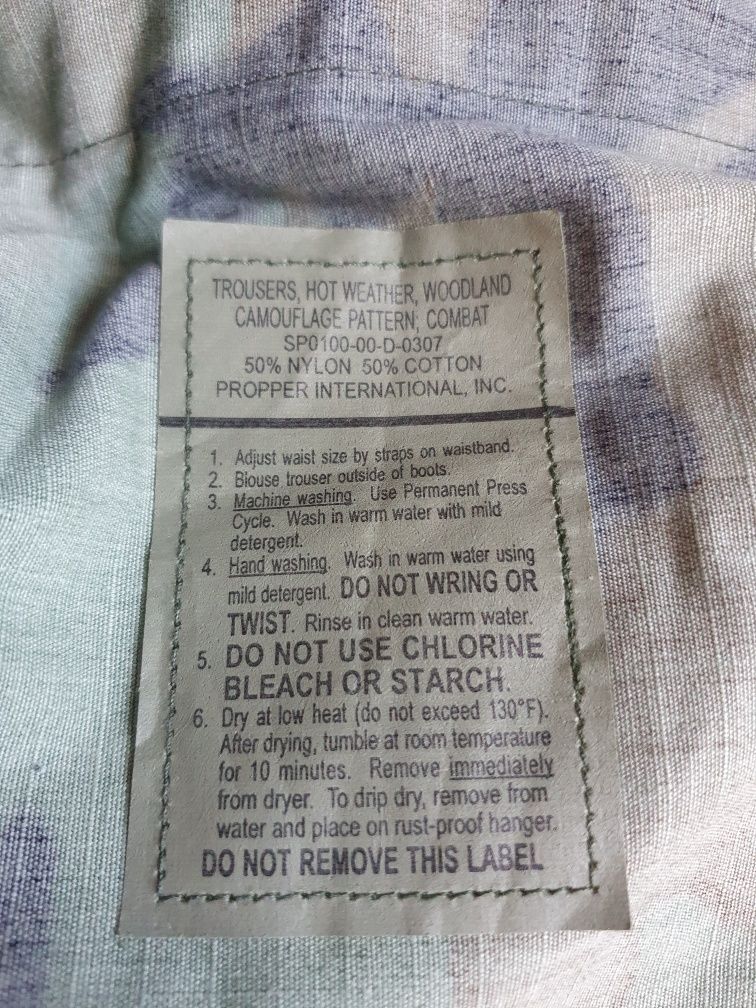 TROUSERS, HOT WEATHER, WOODLAND
CAMOUFLAGE PATTERN; COMBAT
SP0100-00-D-0307
50% NYLON 50% COTTON
PROPPER INTERNATIONAL, INC.
1. Adjust waist size by straps on waistband.
2. Blouse trouser outside of boots.
3. Machine washing. Use Permanent Press
Cycle. Wash in warm water with mild
detergent.
4. Hand washing. Wash in warm water using
mild detergent. DO NOT WRING OR
TWIST. Rinse in clean warm water.
5. DO NOT USE CHLORINE
BLEACH OR STARCH.
6. Dry at low heat (do not exceed 130°F).
After drying, tumble at room temperature
for 10 minutes. Remove immediately
from dryer. To drip dry, remove from
water and place on rust-proof hanger.
DO NOT REMOVE THIS LABEL